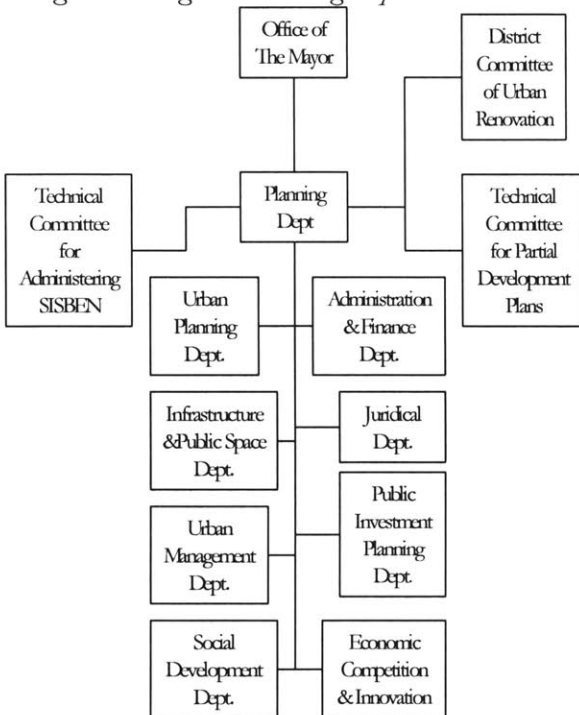 Office of
The Mayor
District
Committee
of Urban
Renovation
Technical
Committee
for
Administering
SISBEN
Planning
Dept
Technical
Committee
for Partial
Development
Plans
Urban
Planning
Dept.
Administration
& Finance
Dept.
Infrastructure
&Public Space
Dept.
Juridical
Dept.
Public
Investment
Planning
Dept.
Urban
Management
Dept.
Social
Development
Dept.
Economic
Competition
& Innovation